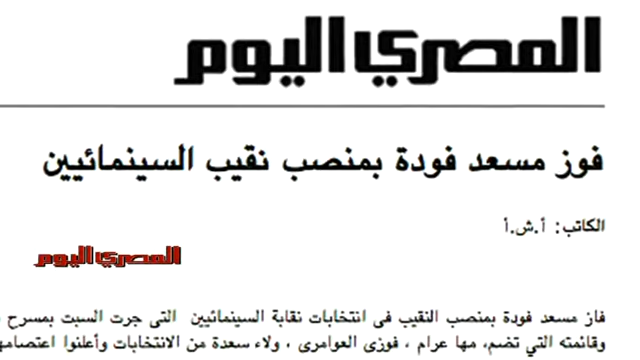 المصري اليوم
فوز مسعد فودة بمنصب نقيب السينمائيين
الكاتب: أ.ش.أ
المصري اليوم
فاز مسعد فودة بمنصب النقيب فى انتخابات نقابة السينمائيين التى جرت السبت بمسرح
وقائمته التي تضم، مها عرام ، فوزى العوامرى ، ولاء سعدة من الانتخابات وأعلنوا اعتصامها